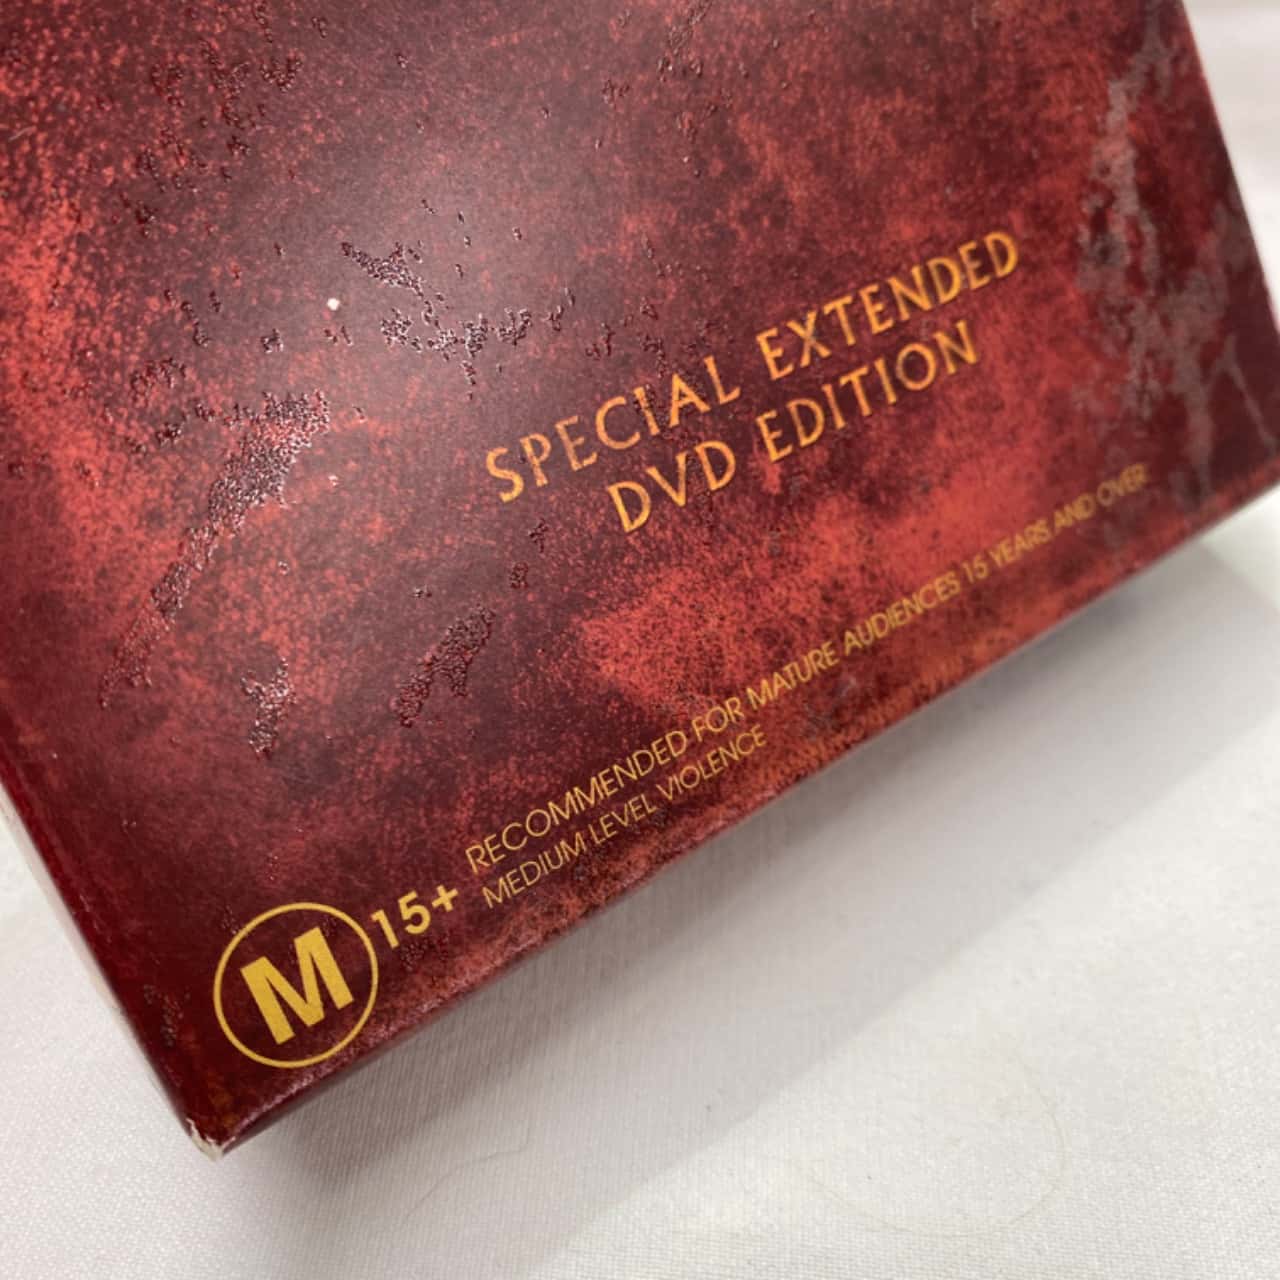 SPECIAL EXTENDED
DVD EDITION
RECOMMENDED FOR MATURE AUDIENCES 15 YEARS AND OVER
MEDIUM LEVEL VIOLENCE
M 15+